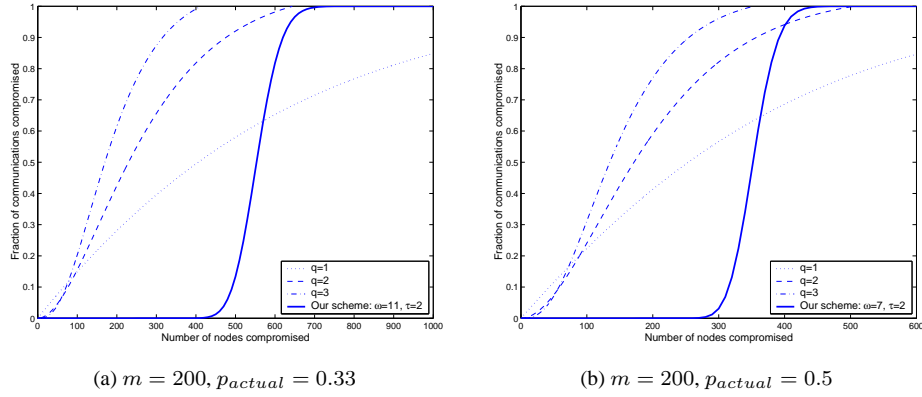 Fraction of communications compromised
1
0.9
0.8
0.7
0.6
0.5
0.4
0.3
0.2
0.1
0
0 100 200 300 400 500 600 700 800 900 1000
Number of nodes compromised
q=1
q=2
q=3
Our scheme: ω=11, τ=2
(a) m = 200, p_actual = 0.33
Fraction of communications compromised
1
0.9
0.8
0.7
0.6
0.5
0.4
0.3
0.2
0.1
0
0 100 200 300 400 500 600
Number of nodes compromised
q=1
q=2
q=3
Our scheme: ω=7, τ=2
(b) m = 200, p_actual = 0.5